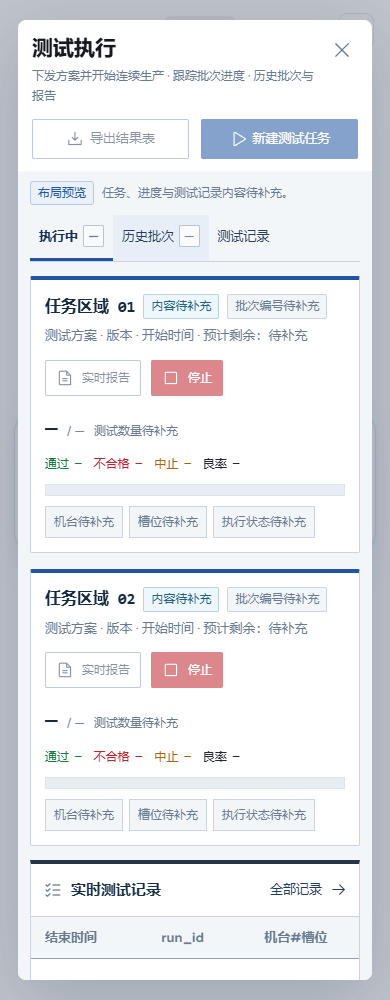 测试执行
下发方案并开始连续生产 · 跟踪批次进度 · 历史批次与
报告
导出结果表 新建测试任务
布局预览 任务、进度与测试记录内容待补充。
执行中 — 历史批次 — 测试记录
任务区域 01 内容待补充 批次编号待补充
测试方案 · 版本 · 开始时间 · 预计剩余：待补充
实时报告 停止
— / — 测试数量待补充
通过 – 不合格 – 中止 – 良率 –
机台待补充 槽位待补充 执行状态待补充
任务区域 02 内容待补充 批次编号待补充
测试方案 · 版本 · 开始时间 · 预计剩余：待补充
实时报告 停止
— / — 测试数量待补充
通过 – 不合格 – 中止 – 良率 –
机台待补充 槽位待补充 执行状态待补充
实时测试记录 全部记录 →
结束时间 run_id 机台#槽位